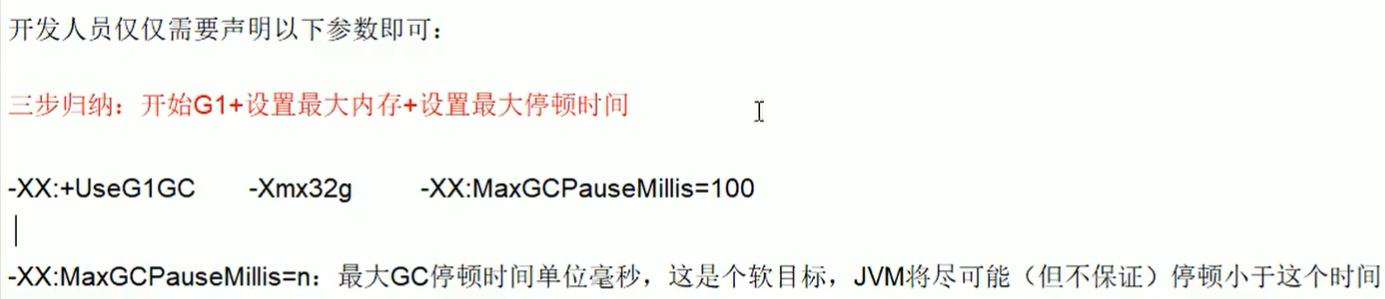 开发人员仅仅需要声明以下参数即可：
三步归纳：开始G1+设置最大内存+设置最大停顿时间
-XX:+UseG1GC -Xmx32g -XX:MaxGCPauseMillis=100
-XX:MaxGCPauseMillis=n：最大GC停顿时间单位毫秒，这是个软目标，JVM将尽可能（但不保证）停顿小于这个时间